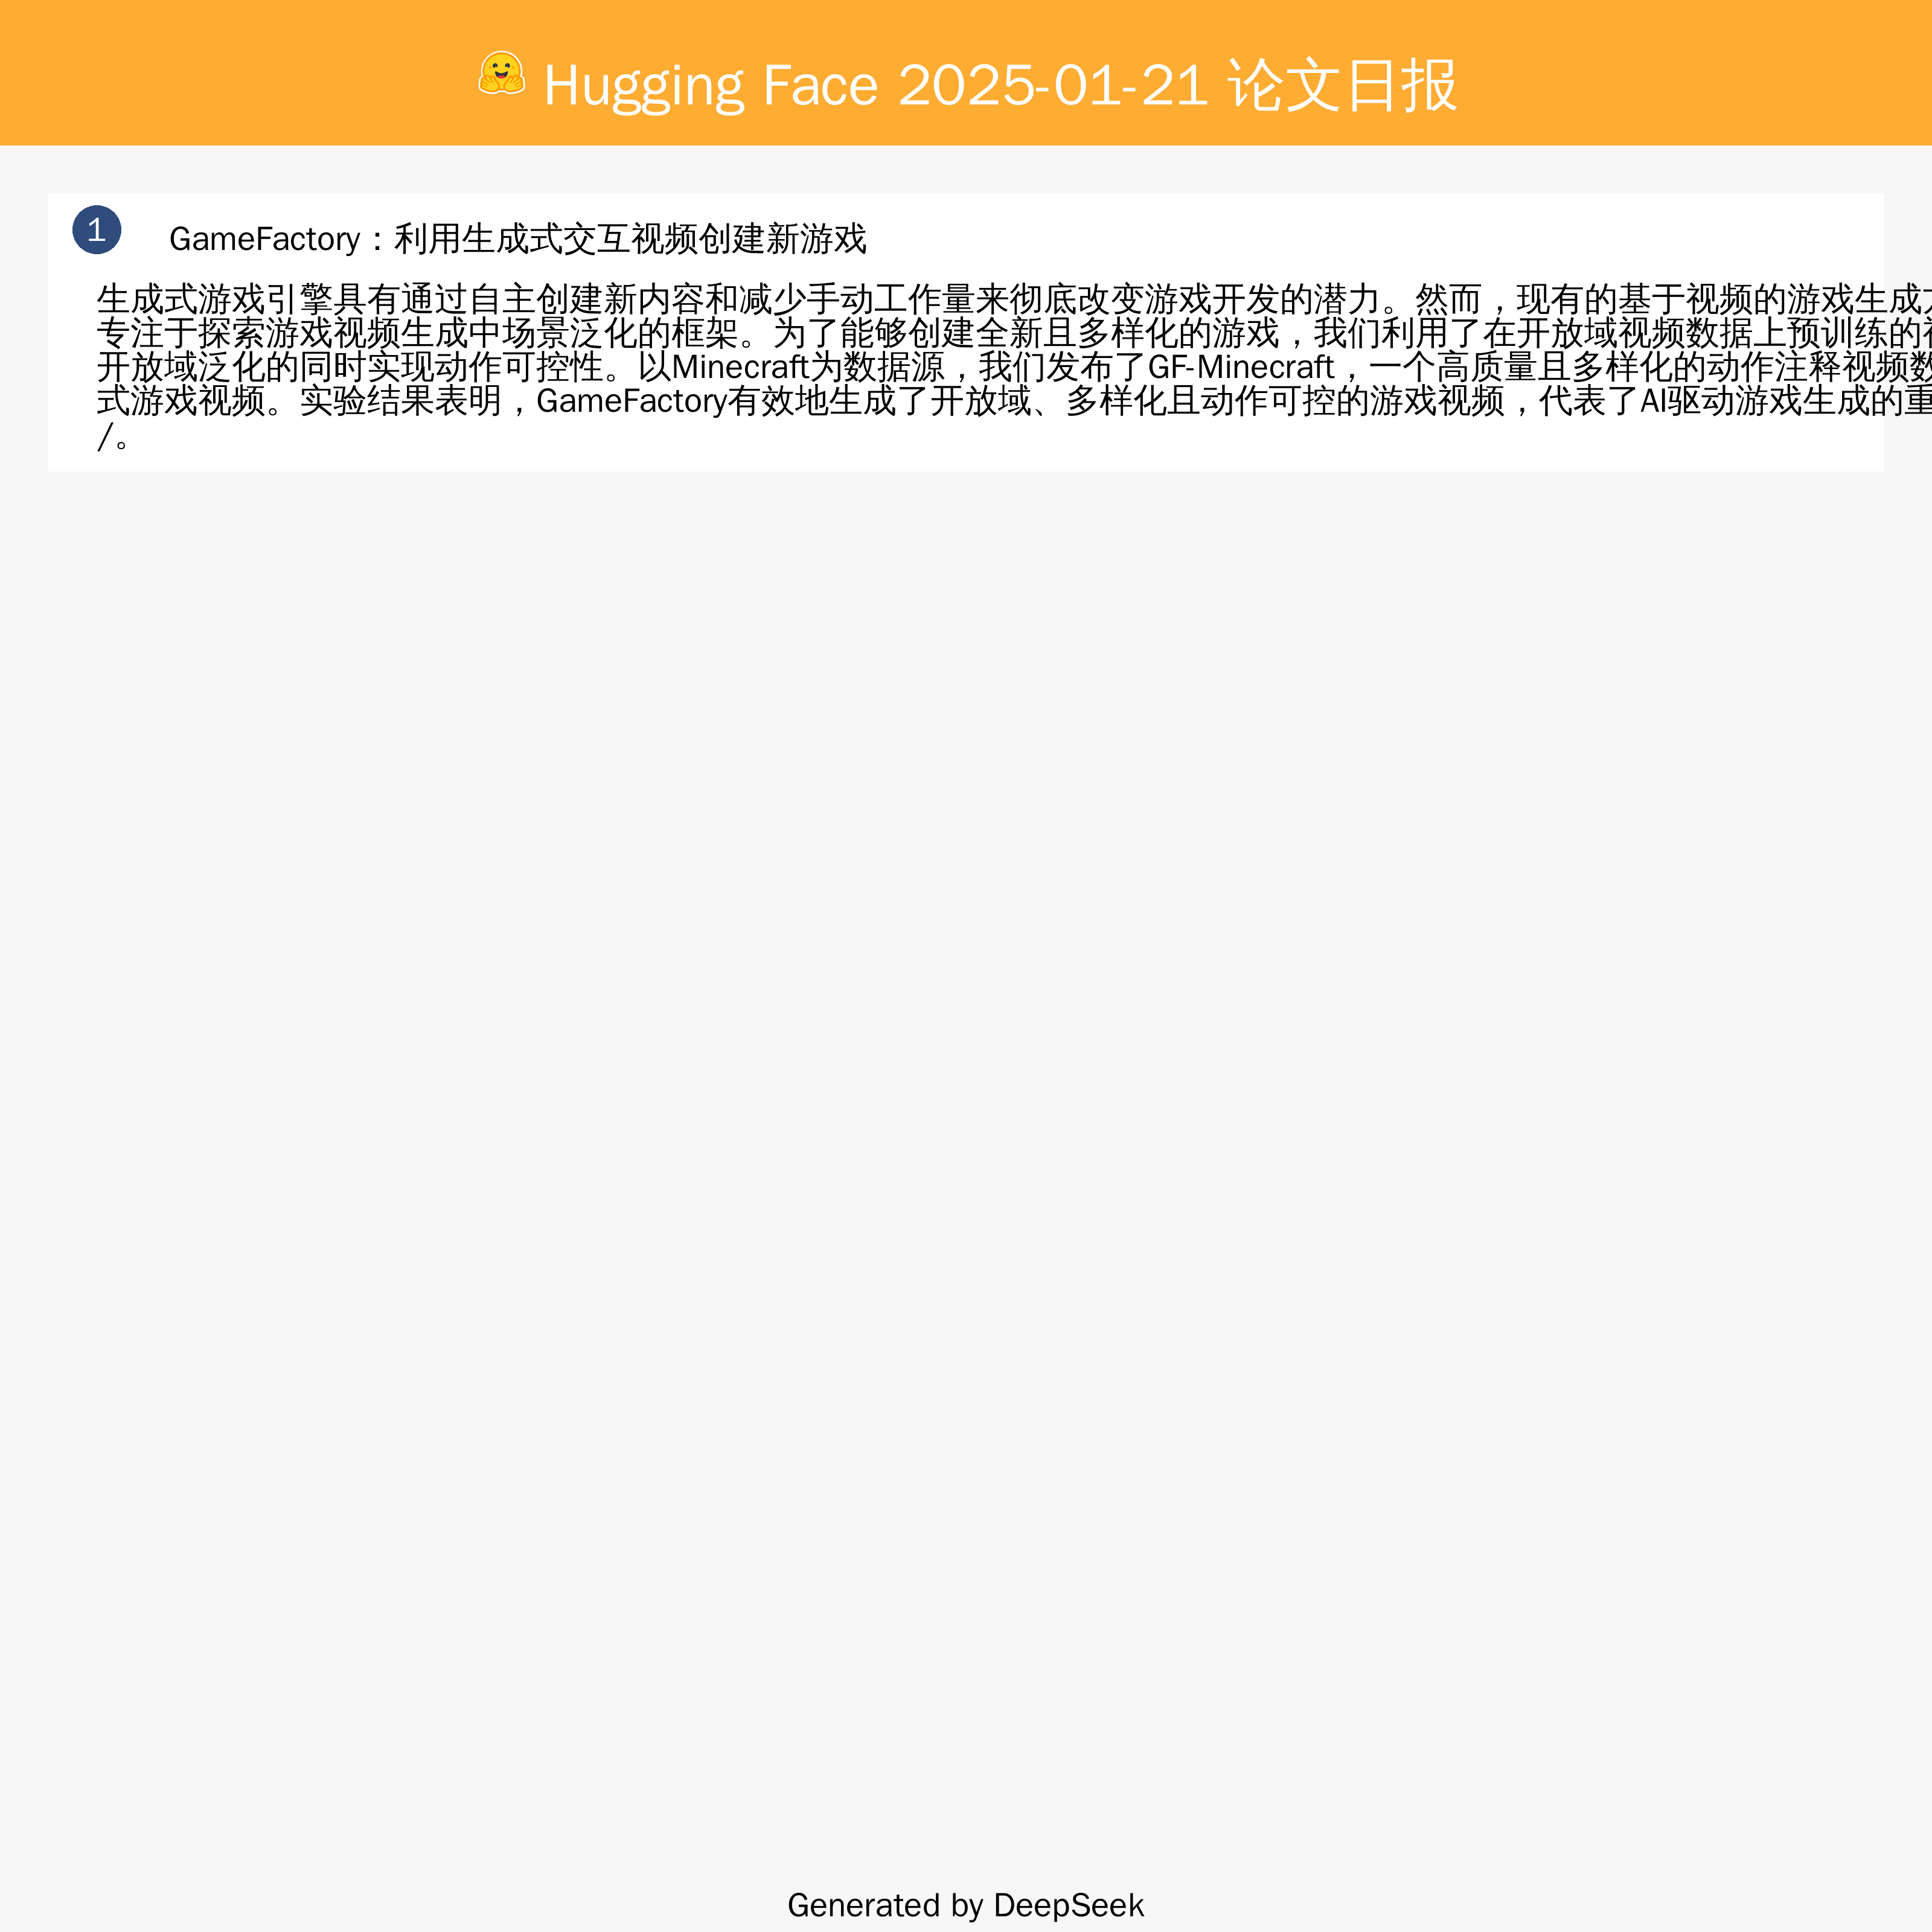 Hugging Face 2025-01-21 论文日报
1
GameFactory：利用生成式交互视频创建新游戏
生成式游戏引擎具有通过自主创建新内容和减少手动工作量来彻底改变游戏开发的潜力。然而，现有的基于视频的游戏生成
专注于探索游戏视频生成中场景泛化的框架。为了能够创建全新且多样化的游戏，我们利用了在开放域视频数据上预训练的
开放域泛化的同时实现动作可控性。以Minecraft为数据源，我们发布了GF-Minecraft，一个高质量且多样化的动作注释视频数
式游戏视频。实验结果表明，GameFactory有效地生成了开放域、多样化且动作可控的游戏视频，代表了AI驱动游戏生成的重
/。
Generated by DeepSeek